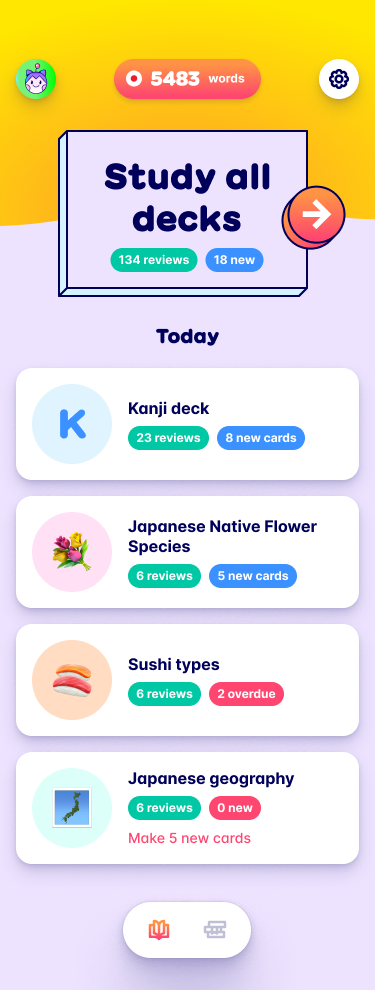 5483 words
Study all
decks
134 reviews 18 new
Today
K
Kanji deck
23 reviews 8 new cards
Japanese Native Flower
Species
6 reviews 5 new cards
Sushi types
6 reviews 2 overdue
Japanese geography
6 reviews 0 new
Make 5 new cards